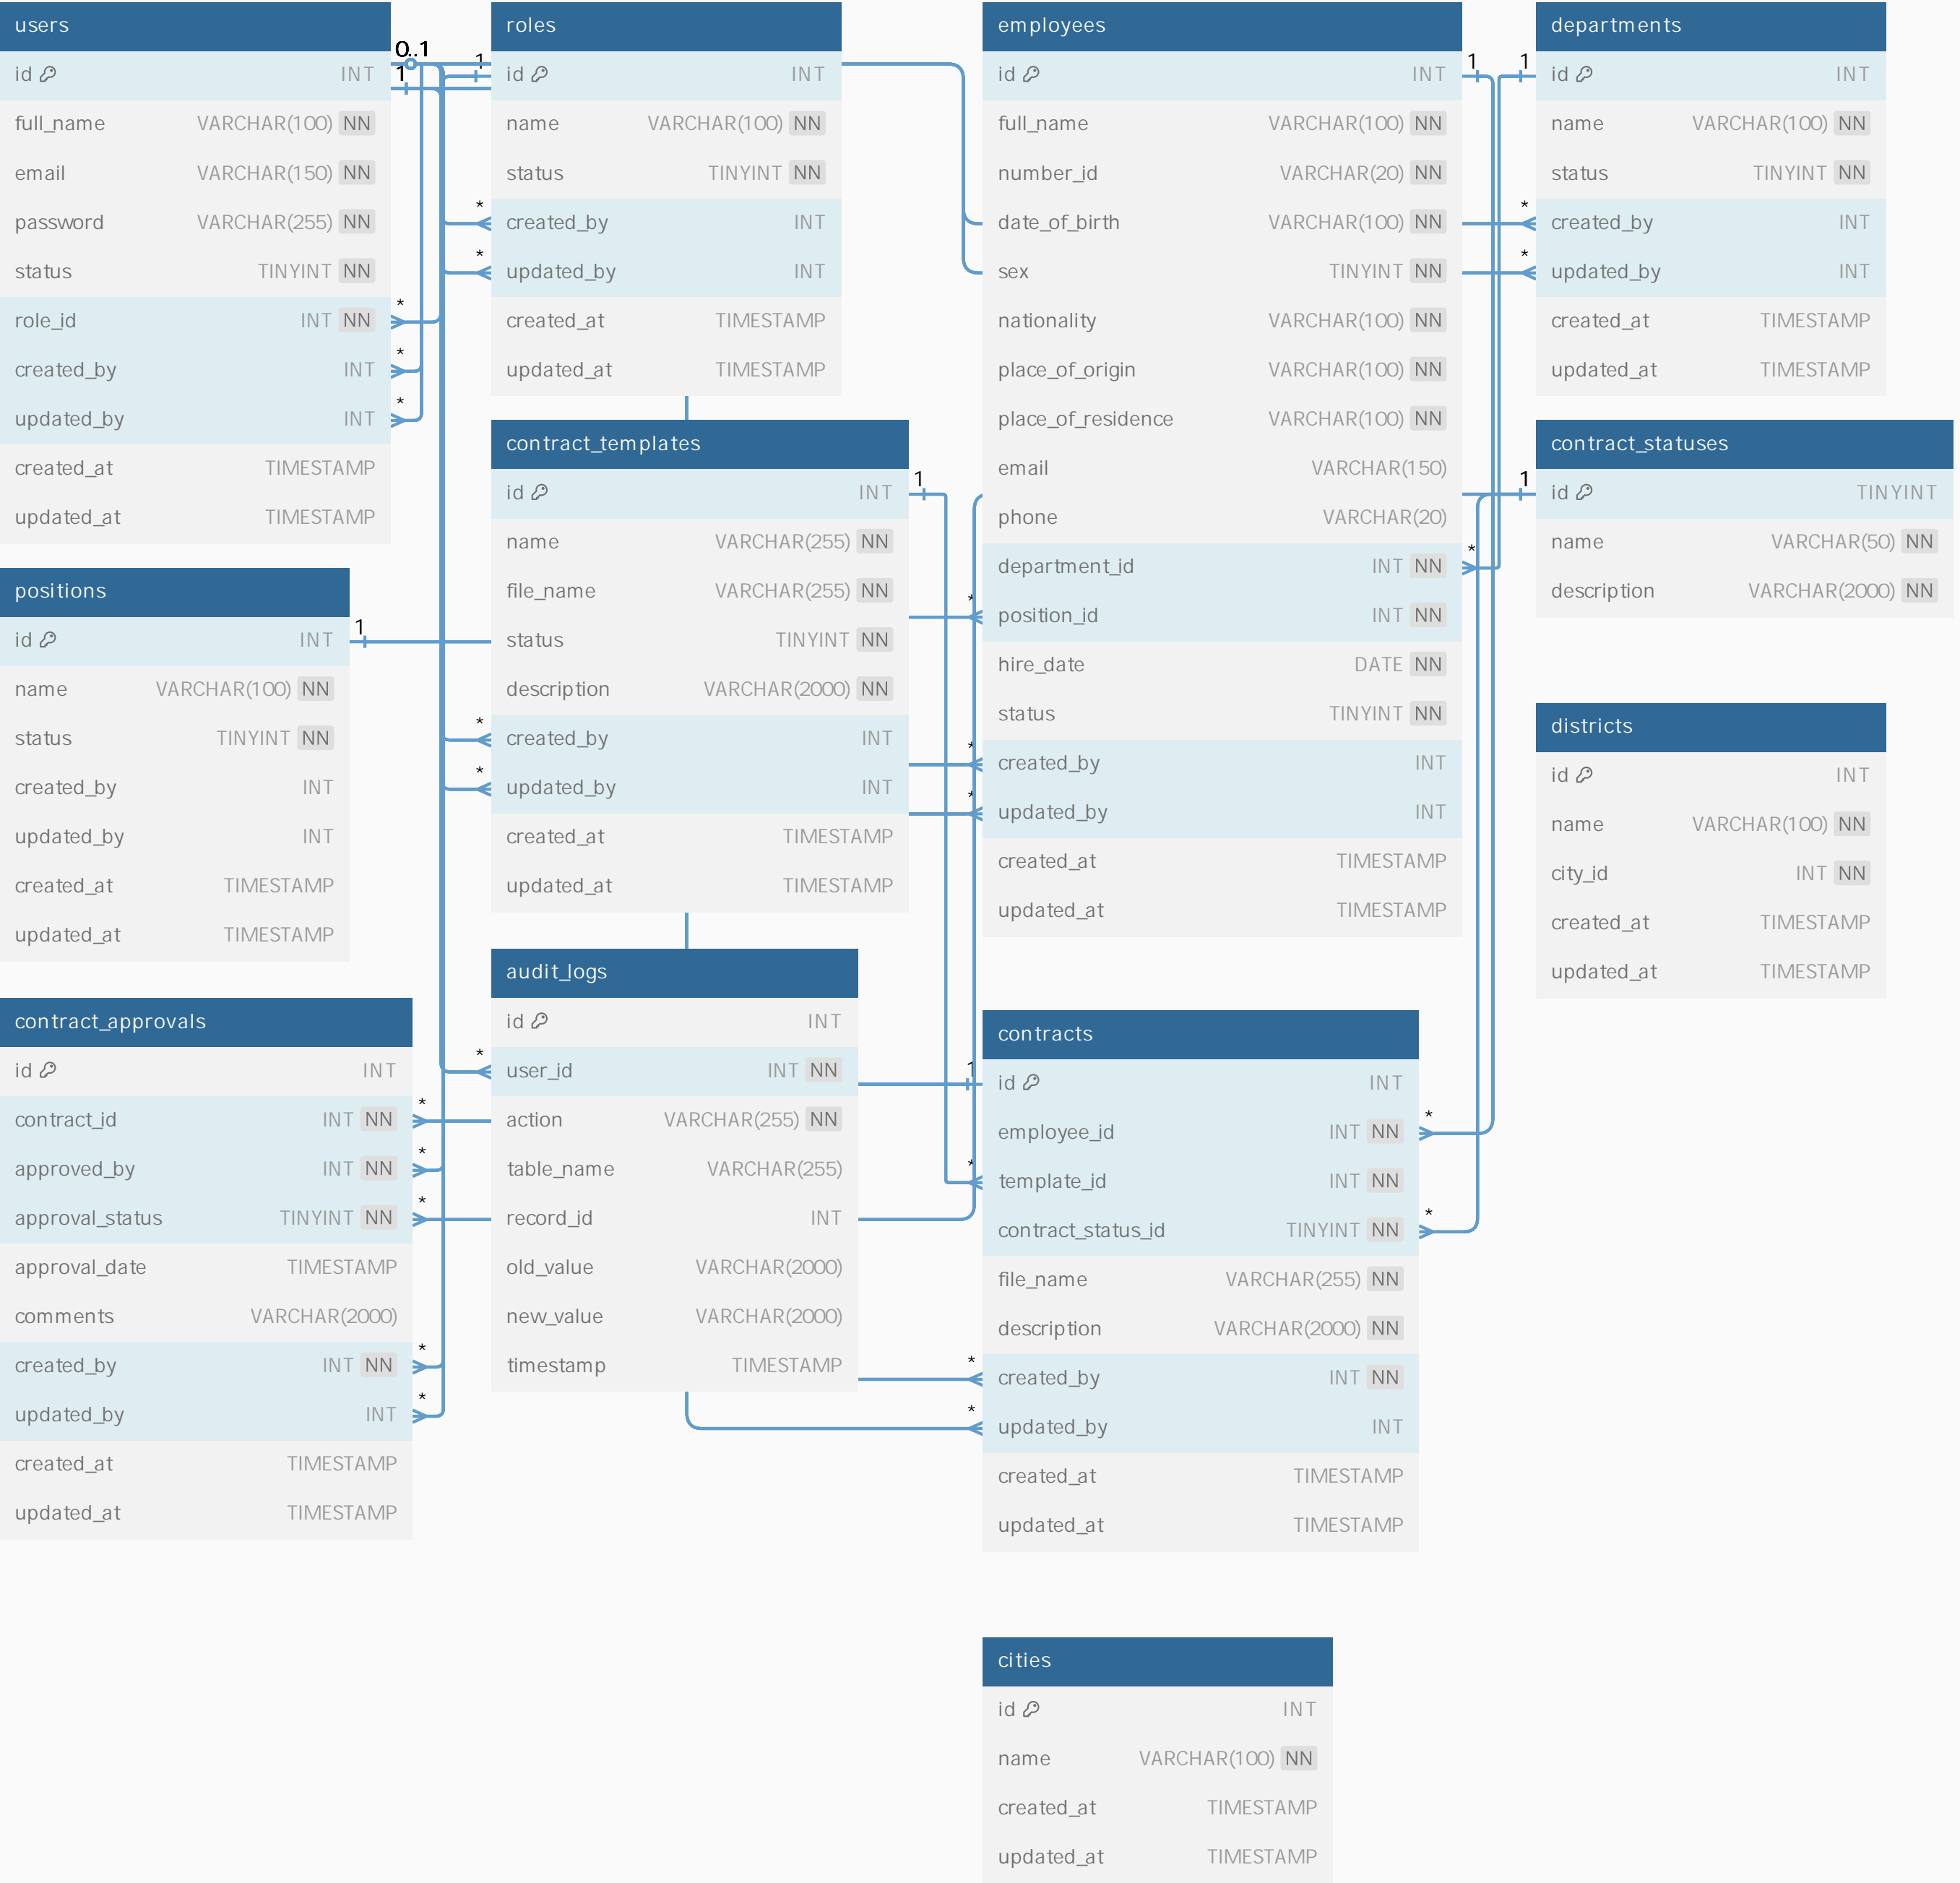 users
id INT
full_name VARCHAR(100) NN
email VARCHAR(150) NN
password VARCHAR(255) NN
status TINYINT NN
role_id INT NN
created_by INT
updated_by INT
created_at TIMESTAMP
updated_at TIMESTAMP
0..1
1
1
*
*
*
roles
id INT
name VARCHAR(100) NN
status TINYINT NN
* created_by INT
* updated_by INT
created_at TIMESTAMP
updated_at TIMESTAMP
employees
id INT 1
full_name VARCHAR(100) NN
number_id VARCHAR(20) NN
date_of_birth VARCHAR(100) NN
sex TINYINT NN
nationality VARCHAR(100) NN
place_of_origin VARCHAR(100) NN
place_of_residence VARCHAR(100) NN
email VARCHAR(150)
phone VARCHAR(20)
department_id INT NN *
* position_id INT NN
hire_date DATE NN
status TINYINT NN
* created_by INT
* updated_by INT
created_at TIMESTAMP
updated_at TIMESTAMP
departments
1 id INT
name VARCHAR(100) NN
status TINYINT NN
* created_by INT
* updated_by INT
created_at TIMESTAMP
updated_at TIMESTAMP
contract_templates
id INT 1
name VARCHAR(255) NN
file_name VARCHAR(255) NN
status TINYINT NN
description VARCHAR(2000) NN
* created_by INT
* updated_by INT
created_at TIMESTAMP
updated_at TIMESTAMP
contract_statuses
1 id TINYINT
name VARCHAR(50) NN
description VARCHAR(2000) NN
positions
id INT 1
name VARCHAR(100) NN
status TINYINT NN
created_by INT
updated_by INT
created_at TIMESTAMP
updated_at TIMESTAMP
districts
id INT
name VARCHAR(100) NN
city_id INT NN
created_at TIMESTAMP
updated_at TIMESTAMP
contract_approvals
id INT
contract_id INT NN *
approved_by INT NN *
approval_status TINYINT NN *
approval_date TIMESTAMP
comments VARCHAR(2000)
created_by INT NN *
updated_by INT *
created_at TIMESTAMP
updated_at TIMESTAMP
audit_logs
id INT
* user_id INT NN
action VARCHAR(255) NN
table_name VARCHAR(255)
record_id INT
old_value VARCHAR(2000)
new_value VARCHAR(2000)
timestamp TIMESTAMP
contracts
1 id INT
employee_id INT NN *
* template_id INT NN
contract_status_id TINYINT NN *
file_name VARCHAR(255) NN
description VARCHAR(2000) NN
* created_by INT NN
* updated_by INT
created_at TIMESTAMP
updated_at TIMESTAMP
cities
id INT
name VARCHAR(100) NN
created_at TIMESTAMP
updated_at TIMESTAMP